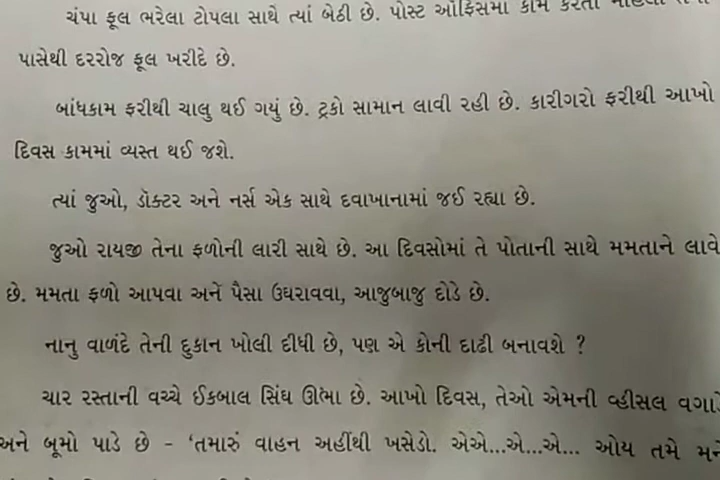 ચંપા ફૂલ ભરેલા ટોપલા સાથે ત્યાં બેઠી છે. પોસ્ટ ઑફિસમાં કામ કરતી
પાસેથી દરરોજ ફૂલ ખરીદે છે.
બાંધકામ ફરીથી ચાલુ થઈ ગયું છે. ટ્રકો સામાન લાવી રહી છે. કારીગરો ફરીથી આખો
દિવસ કામમાં વ્યસ્ત થઈ જશે.
ત્યાં જુઓ, ડૉક્ટર અને નર્સ એક સાથે દવાખાનામાં જઈ રહ્યા છે.
જુઓ રાયજી તેના ફળોની લારી સાથે છે. આ દિવસોમાં તે પોતાની સાથે મમતાને લાવે
છે. મમતા ફળો આપવા અને પૈસા ઉઘરાવવા, આજુબાજુ દોડે છે.
નાનુ વાળંદે તેની દુકાન ખોલી દીધી છે, પણ એ કોની દાઢી બનાવશે ?
ચાર રસ્તાની વચ્ચે ઈકબાલ સિંઘ ઊભા છે. આખો દિવસ, તેઓ એમની વ્હીસલ
અને બૂમો પાડે છે – ‘તમારું વાહન અહીંથી ખસેડો. એએ...એ...એ... ઓય તમે